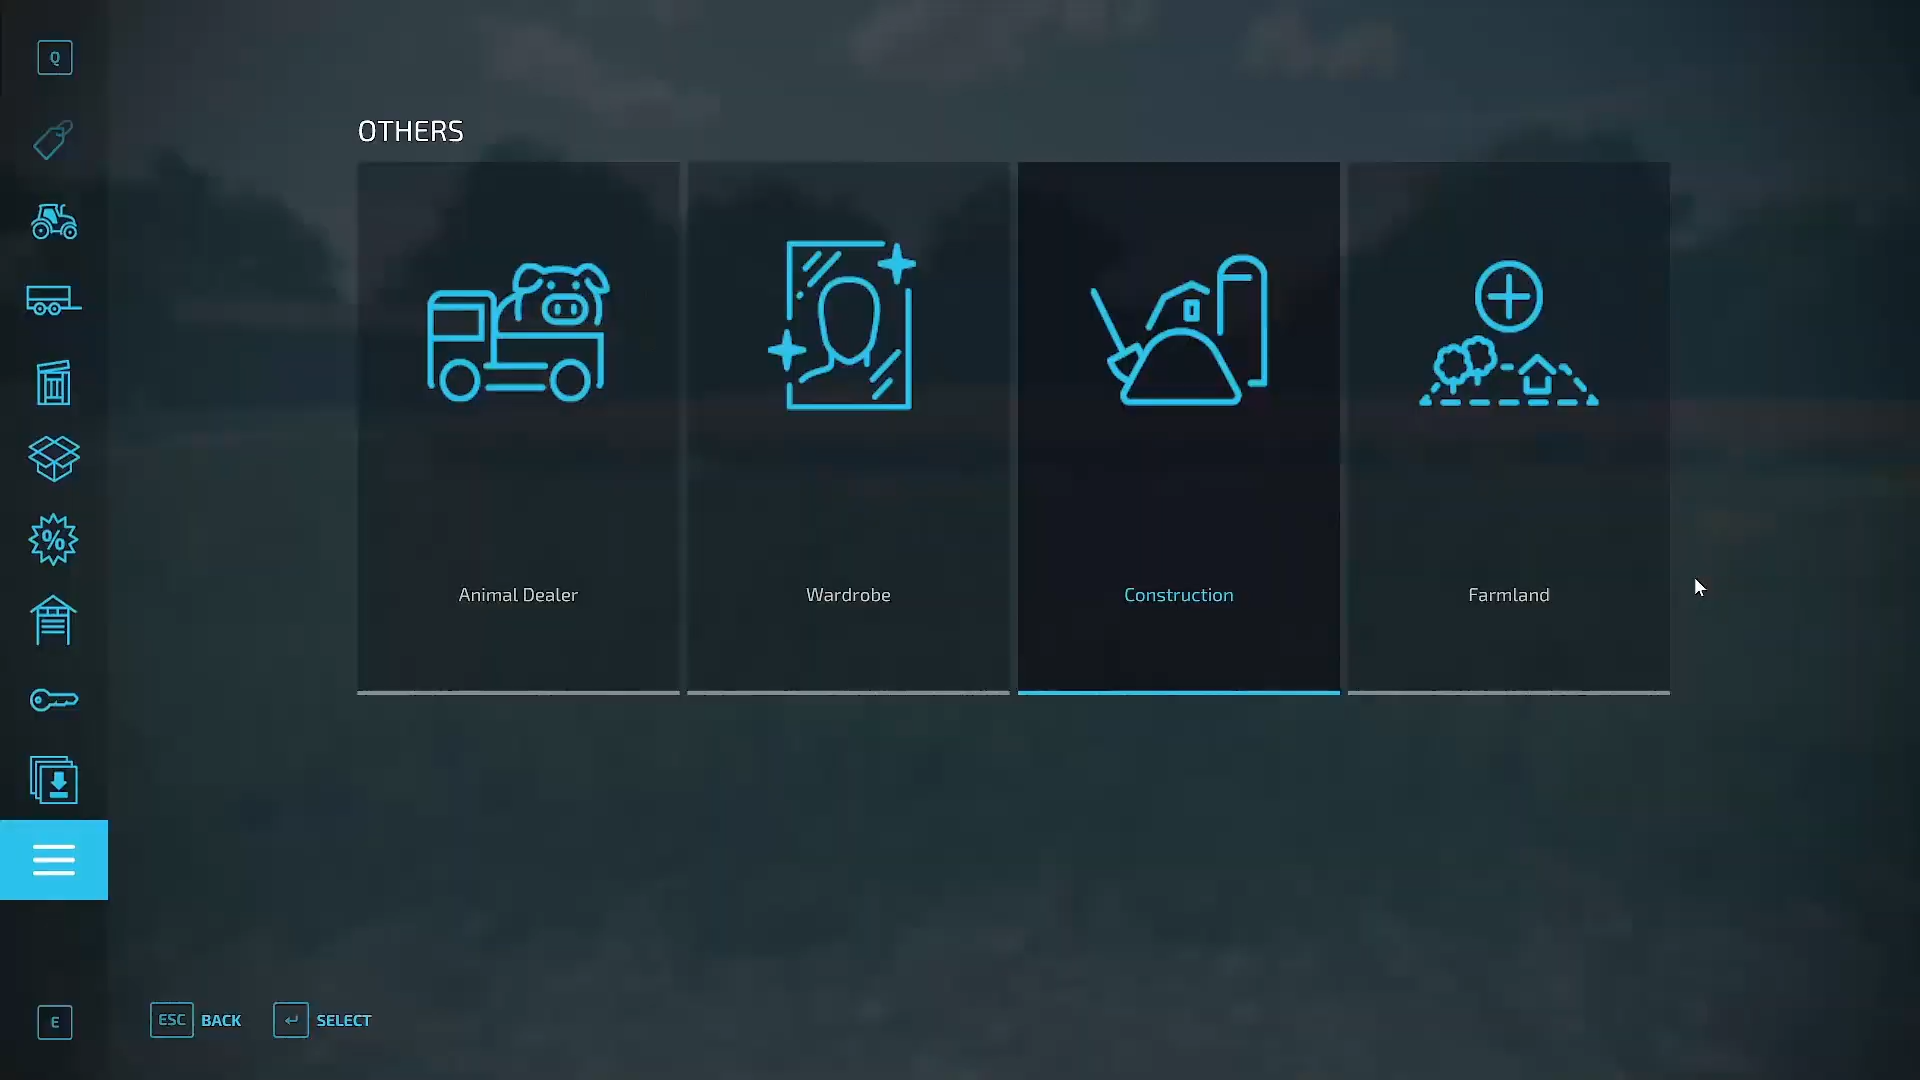 Q
OTHERS
%
Animal Dealer
Wardrobe
Construction
Farmland
E
ESC BACK
SELECT